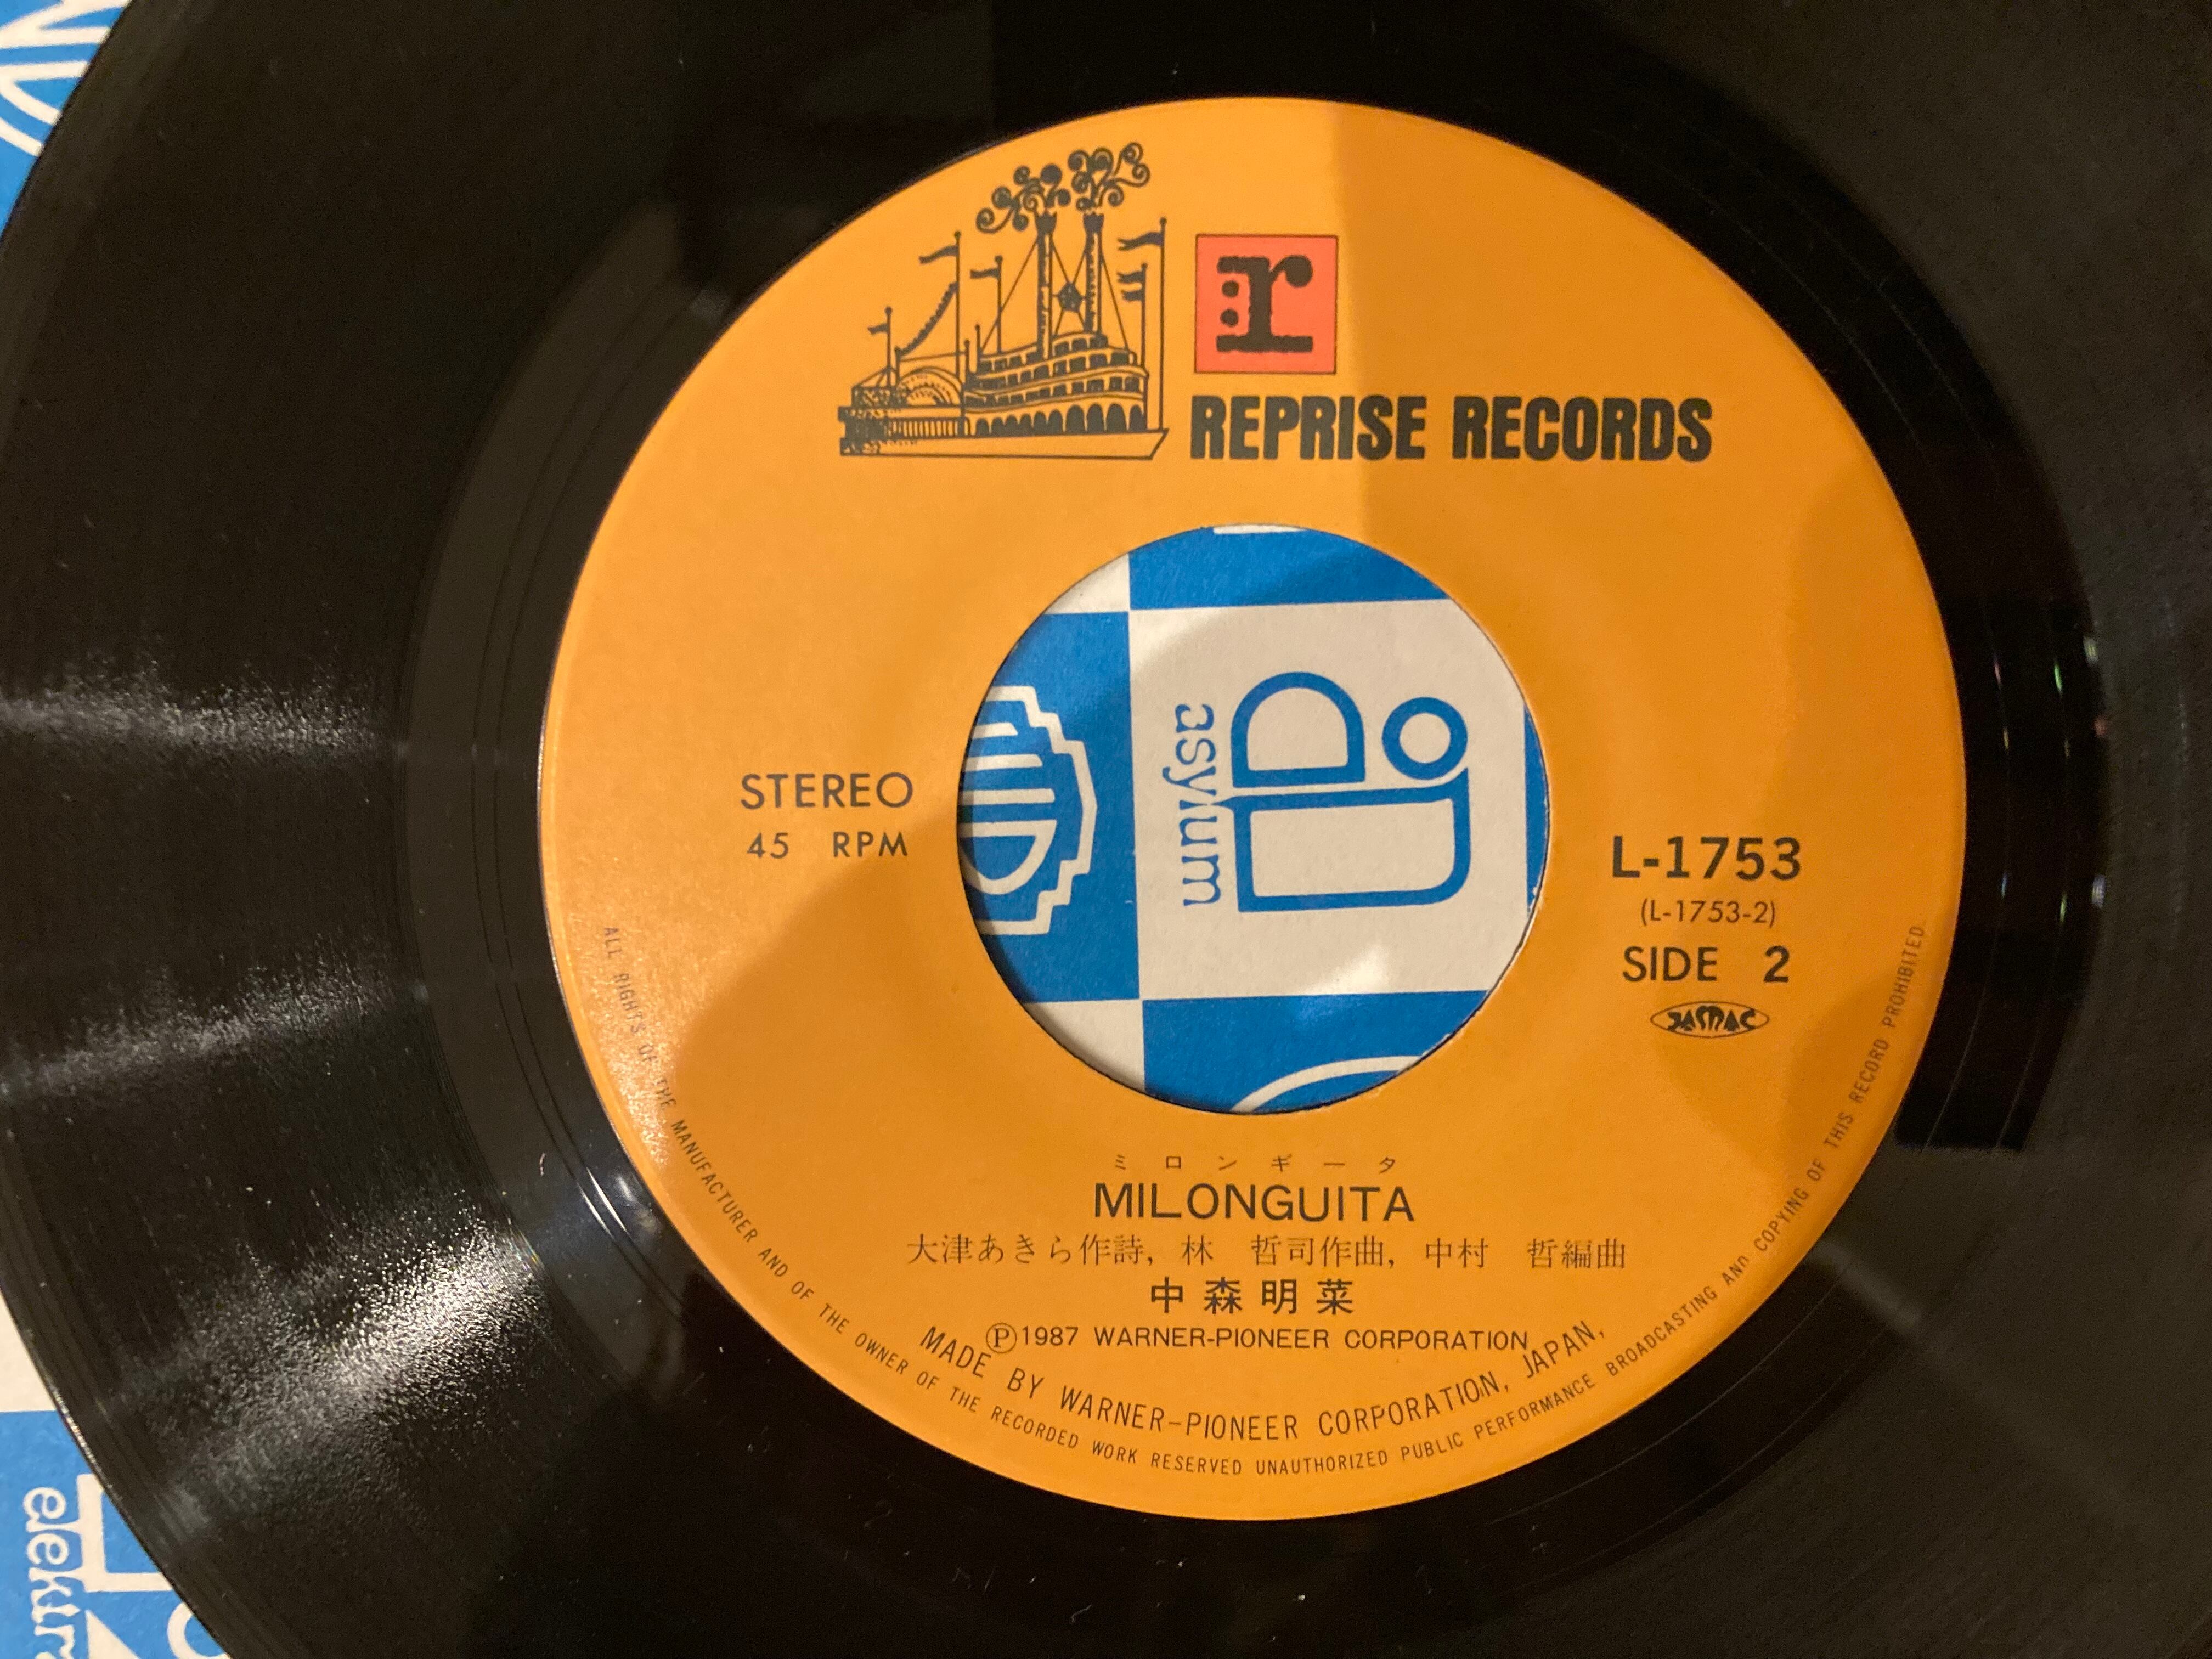 r
REPRISE RECORDS
asylum
STEREO
45 RPM
L-1753
(L-1753-2)
SIDE 2
JASRAC
ミロンギータ
MILONGUITA
大津あきら作詩, 林 哲司作曲, 中村 哲編曲
中森明菜
Ⓟ1987 WARNER-PIONEER CORPORATION
MADE BY WARNER-PIONEER CORPORATION, JAPAN,
ALL RIGHTS OF THE MANUFACTURER AND OF THE OWNER OF THE RECORDED WORK RESERVED UNAUTHORIZED PUBLIC PERFORMANCE BROADCASTING AND COPYING OF THIS RECORD PROHIBITED.